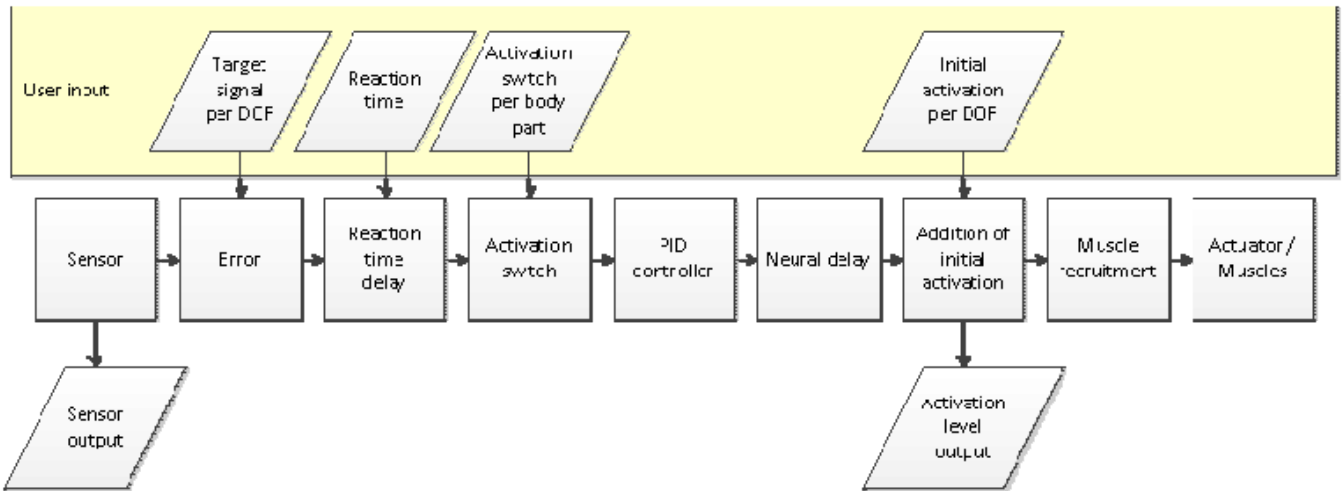 User input
Target
signal
per DOF
Reaction
time
Activation
switch
per body
part
Initial
activation
per DOF
Sensor
Error
Reaction
time
delay
Activation
switch
PID
controller
Neural delay
Addition of
initial
activation
Muscle
recruitment
Actuator /
Muscles
Sensor
output
Activation
level
output